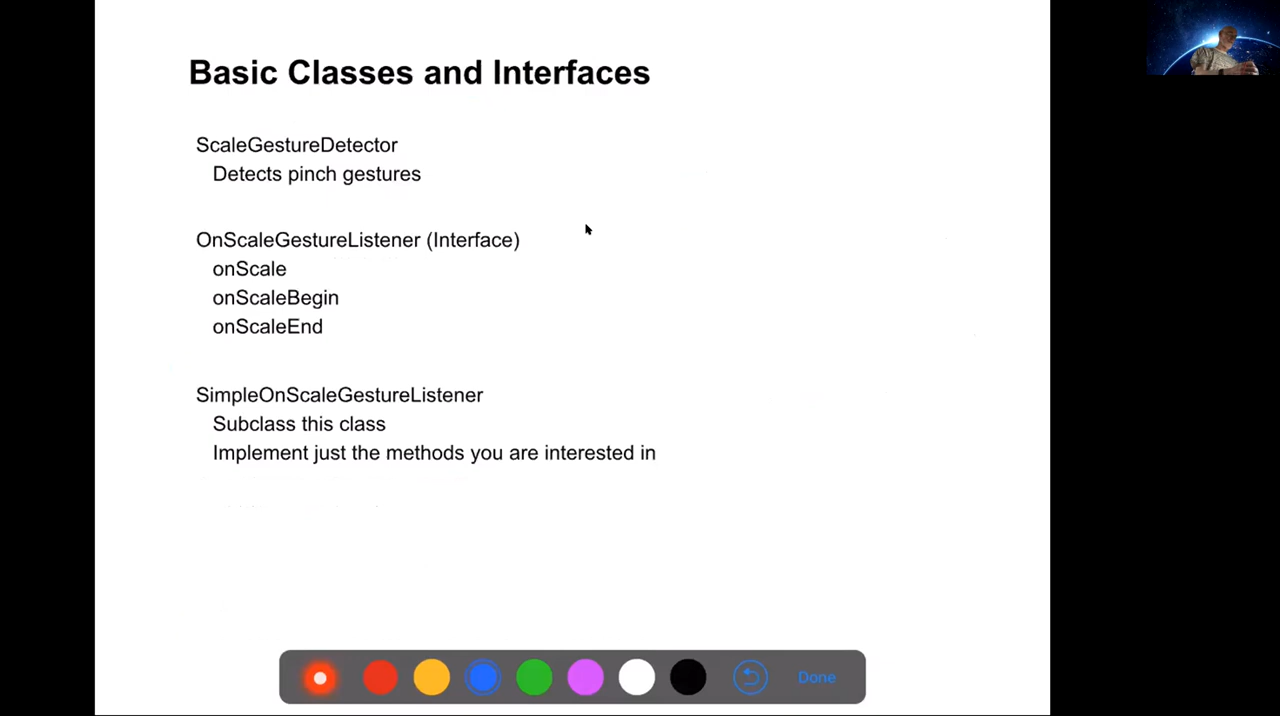 Basic Classes and Interfaces
ScaleGestureDetector
Detects pinch gestures
OnScaleGestureListener (Interface)
onScale
onScaleBegin
onScaleEnd
SimpleOnScaleGestureListener
Subclass this class
Implement just the methods you are interested in
Done